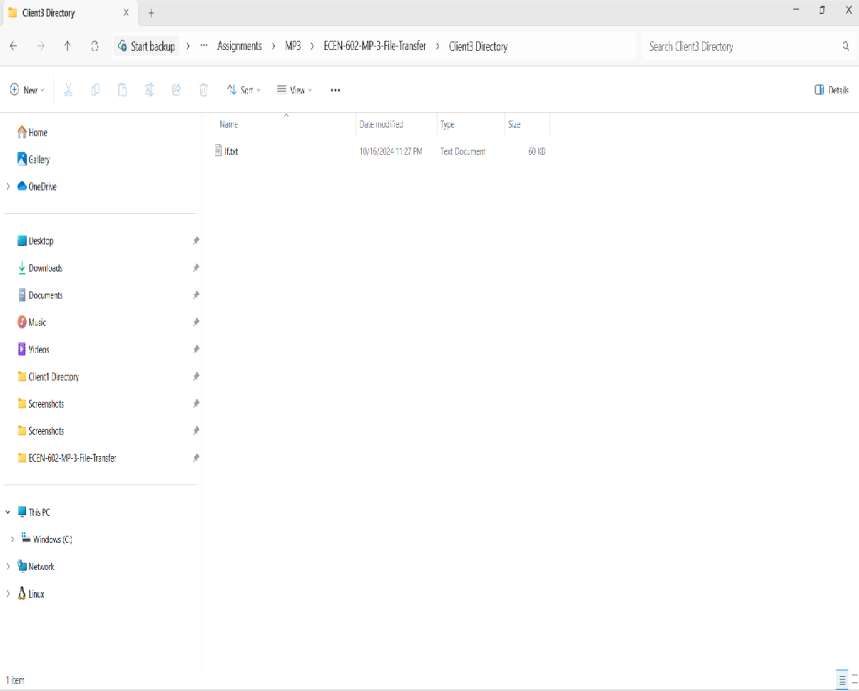 Client3 Directory
Start backup > ... Assignments > MP3 > ECEN-602-MP-3-File-Transfer > Client3 Directory
Search Client3 Directory
New Sort View ... Details
Name Date modified Type Size
lf.txt 10/16/2024 11:27 PM Text Document 60 KB
Home
Gallery
OneDrive
Desktop
Downloads
Documents
Music
Videos
Client1 Directory
Screenshots
Screenshots
ECEN-602-MP-3-File-Transfer
This PC
Windows (C:)
Network
Linux
1 item